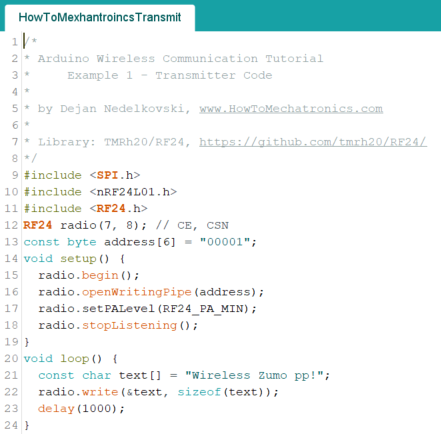 HowToMexhantroincsTransmit
1 /*
2 * Arduino Wireless Communication Tutorial
3 *     Example 1 - Transmitter Code
4 *
5 * by Dejan Nedelkovski, www.HowToMechatronics.com
6 *
7 * Library: TMRh20/RF24, https://github.com/tmrh20/RF24/
8 */
9 #include <SPI.h>
10 #include <nRF24L01.h>
11 #include <RF24.h>
12 RF24 radio(7, 8); // CE, CSN
13 const byte address[6] = "00001";
14 void setup() {
15   radio.begin();
16   radio.openWritingPipe(address);
17   radio.setPALevel(RF24_PA_MIN);
18   radio.stopListening();
19 }
20 void loop() {
21   const char text[] = "Wireless Zumo pp!";
22   radio.write(&text, sizeof(text));
23   delay(1000);
24 }